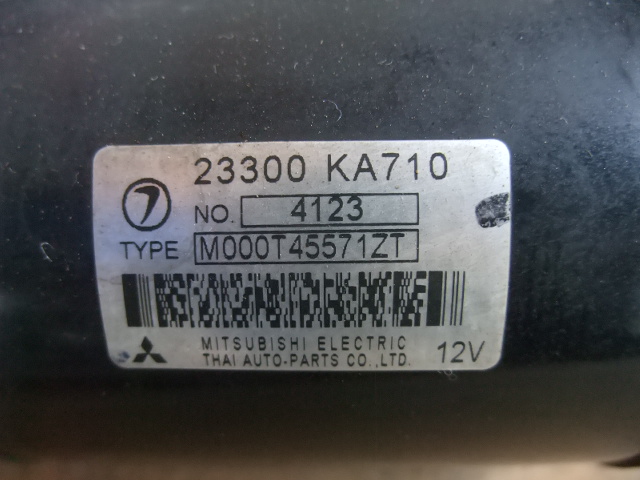 23300 KA710
NO. 4123
TYPE M000T45571ZT
MITSUBISHI ELECTRIC
THAI AUTO-PARTS CO.,LTD.
12V